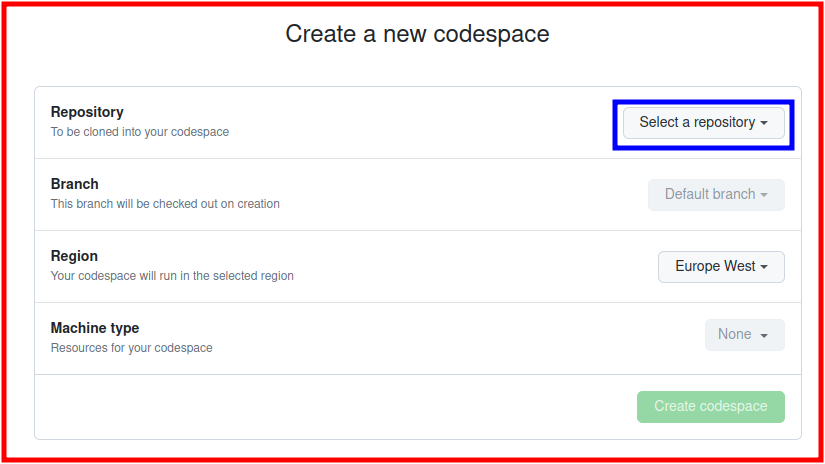 Create a new codespace
Repository
To be cloned into your codespace
Select a repository
Branch
This branch will be checked out on creation
Default branch
Region
Your codespace will run in the selected region
Europe West
Machine type
Resources for your codespace
None
Create codespace